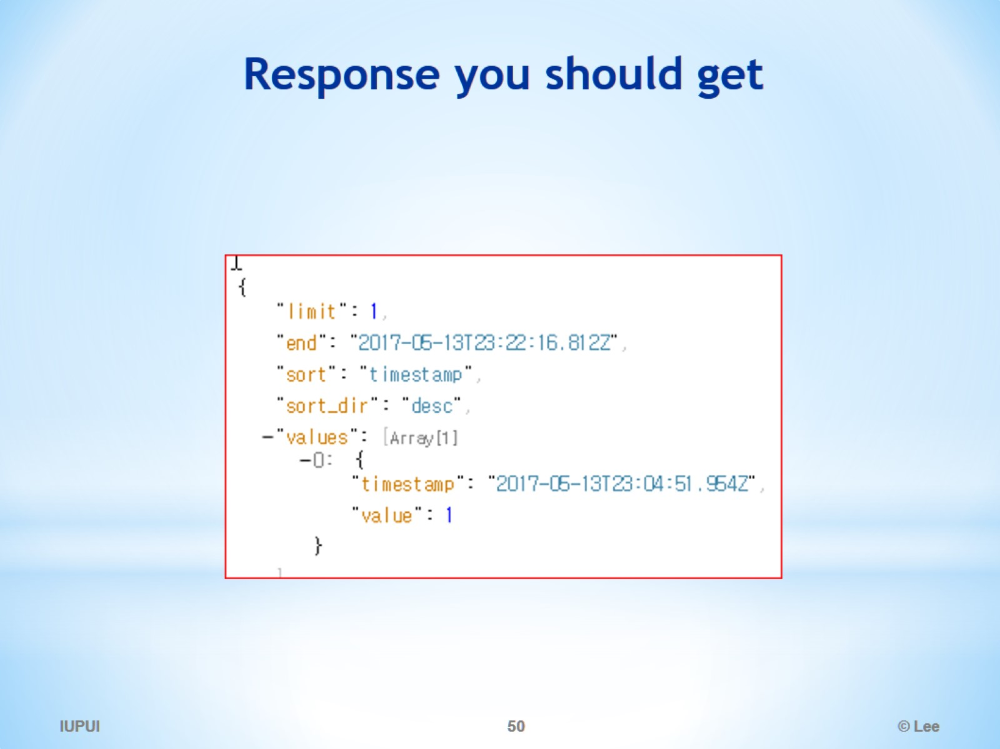 Response you should get
{
"limit": 1,
"end": "2017-05-13T23:22:16.812Z",
"sort": "timestamp",
"sort_dir": "desc",
-"values": [Array[1]
-0: {
"timestamp": "2017-05-13T23:04:51.954Z",
"value": 1
}
]
IUPUI 50 © Lee